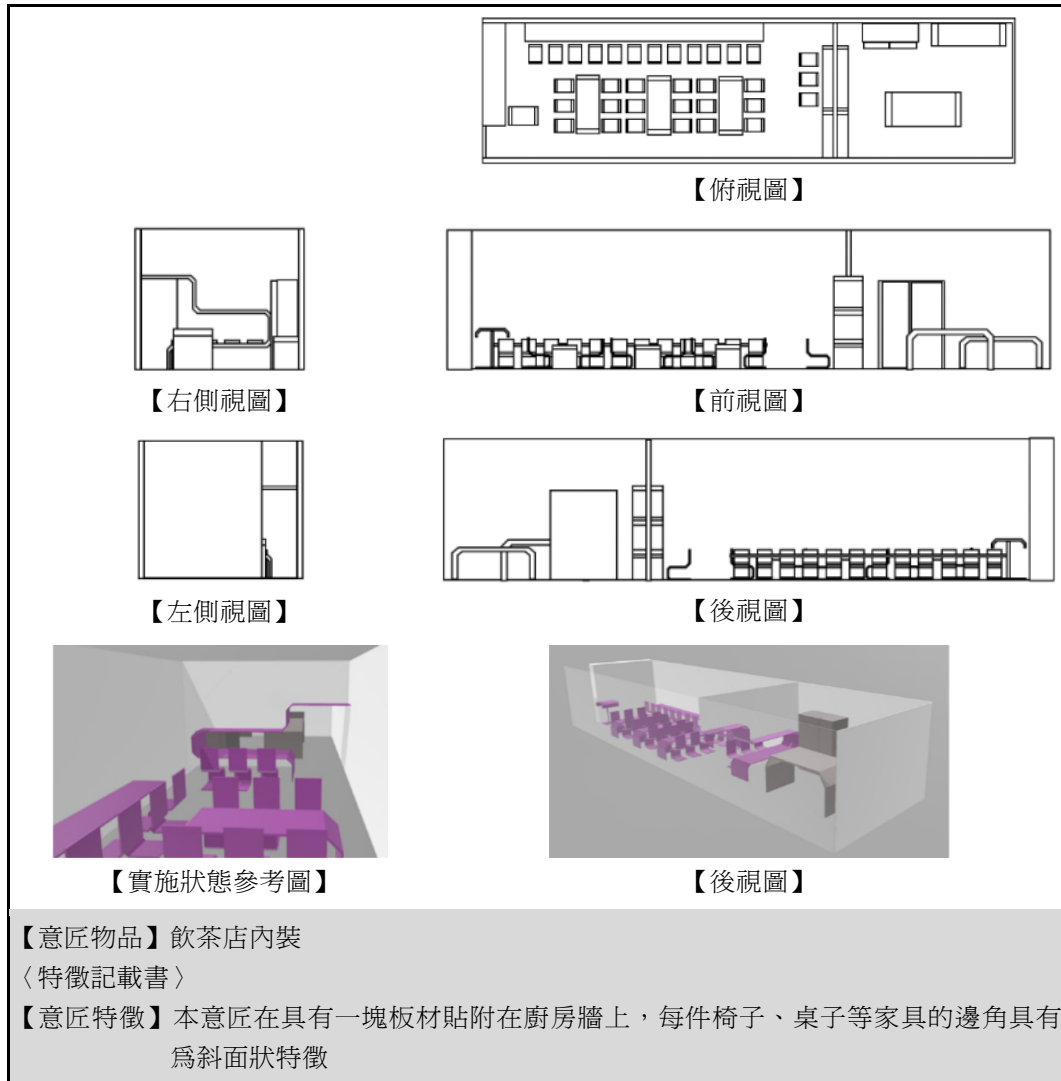 【俯視圖】
【右側視圖】
【前視圖】
【左側視圖】
【後視圖】
【實施狀態參考圖】
【後視圖】
【意匠物品】飲茶店內裝
〈特徵記載書〉
【意匠特徵】本意匠在具有一塊板材貼附在廚房牆上，每件椅子、桌子等家具的邊角具有
爲斜面狀特徵